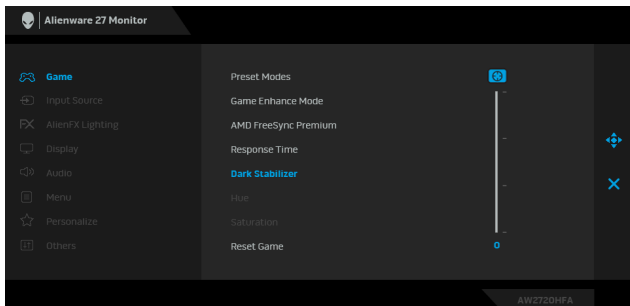 Alienware 27 Monitor
Game
Input Source
AlienFX Lighting
Display
Audio
Menu
Personalize
Others
Preset Modes
Game Enhance Mode
AMD FreeSync Premium
Response Time
Dark Stabilizer
Hue
Saturation
Reset Game
0
AW2720HFA